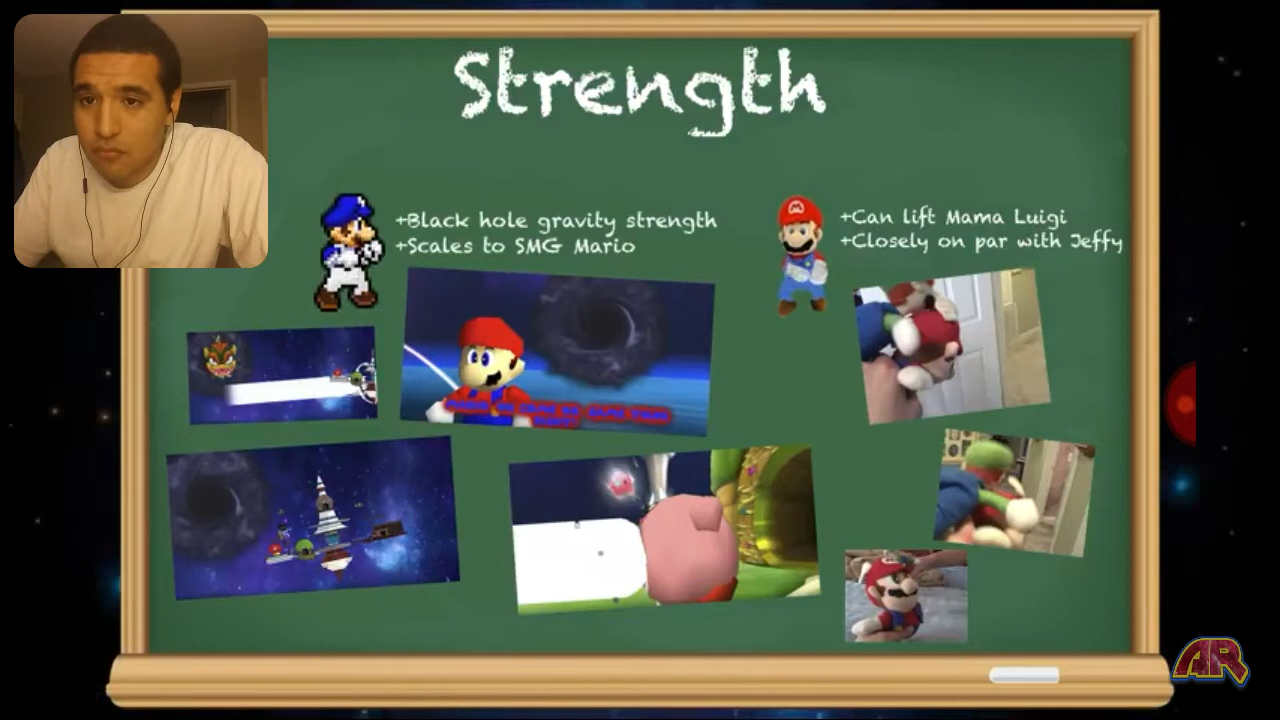 Strength
+Black hole gravity strength
+Scales to SMG Mario
+Can lift Mama Luigi
+Closely on par with Jeffy
M
AR